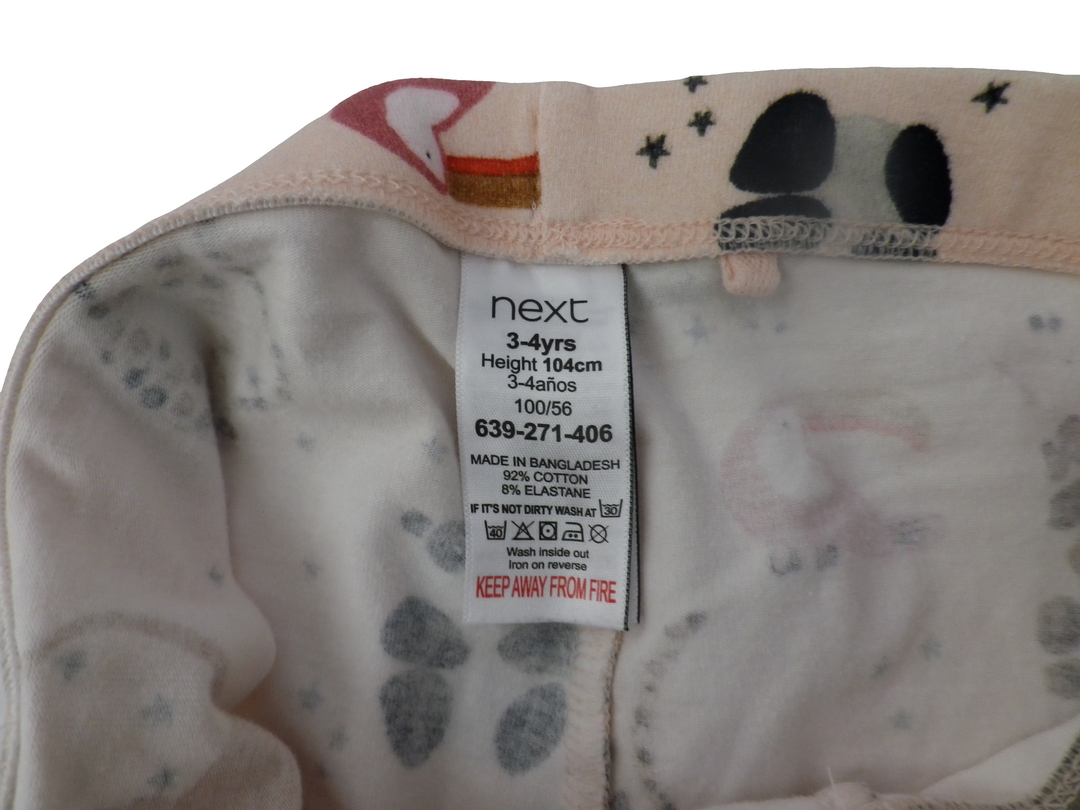 next
3-4yrs
Height 104cm
3-4años
100/56
639-271-406
MADE IN BANGLADESH
92% COTTON
8% ELASTANE
IF IT'S NOT DIRTY WASH AT 30
40
Wash inside out
Iron on reverse
KEEP AWAY FROM FIRE